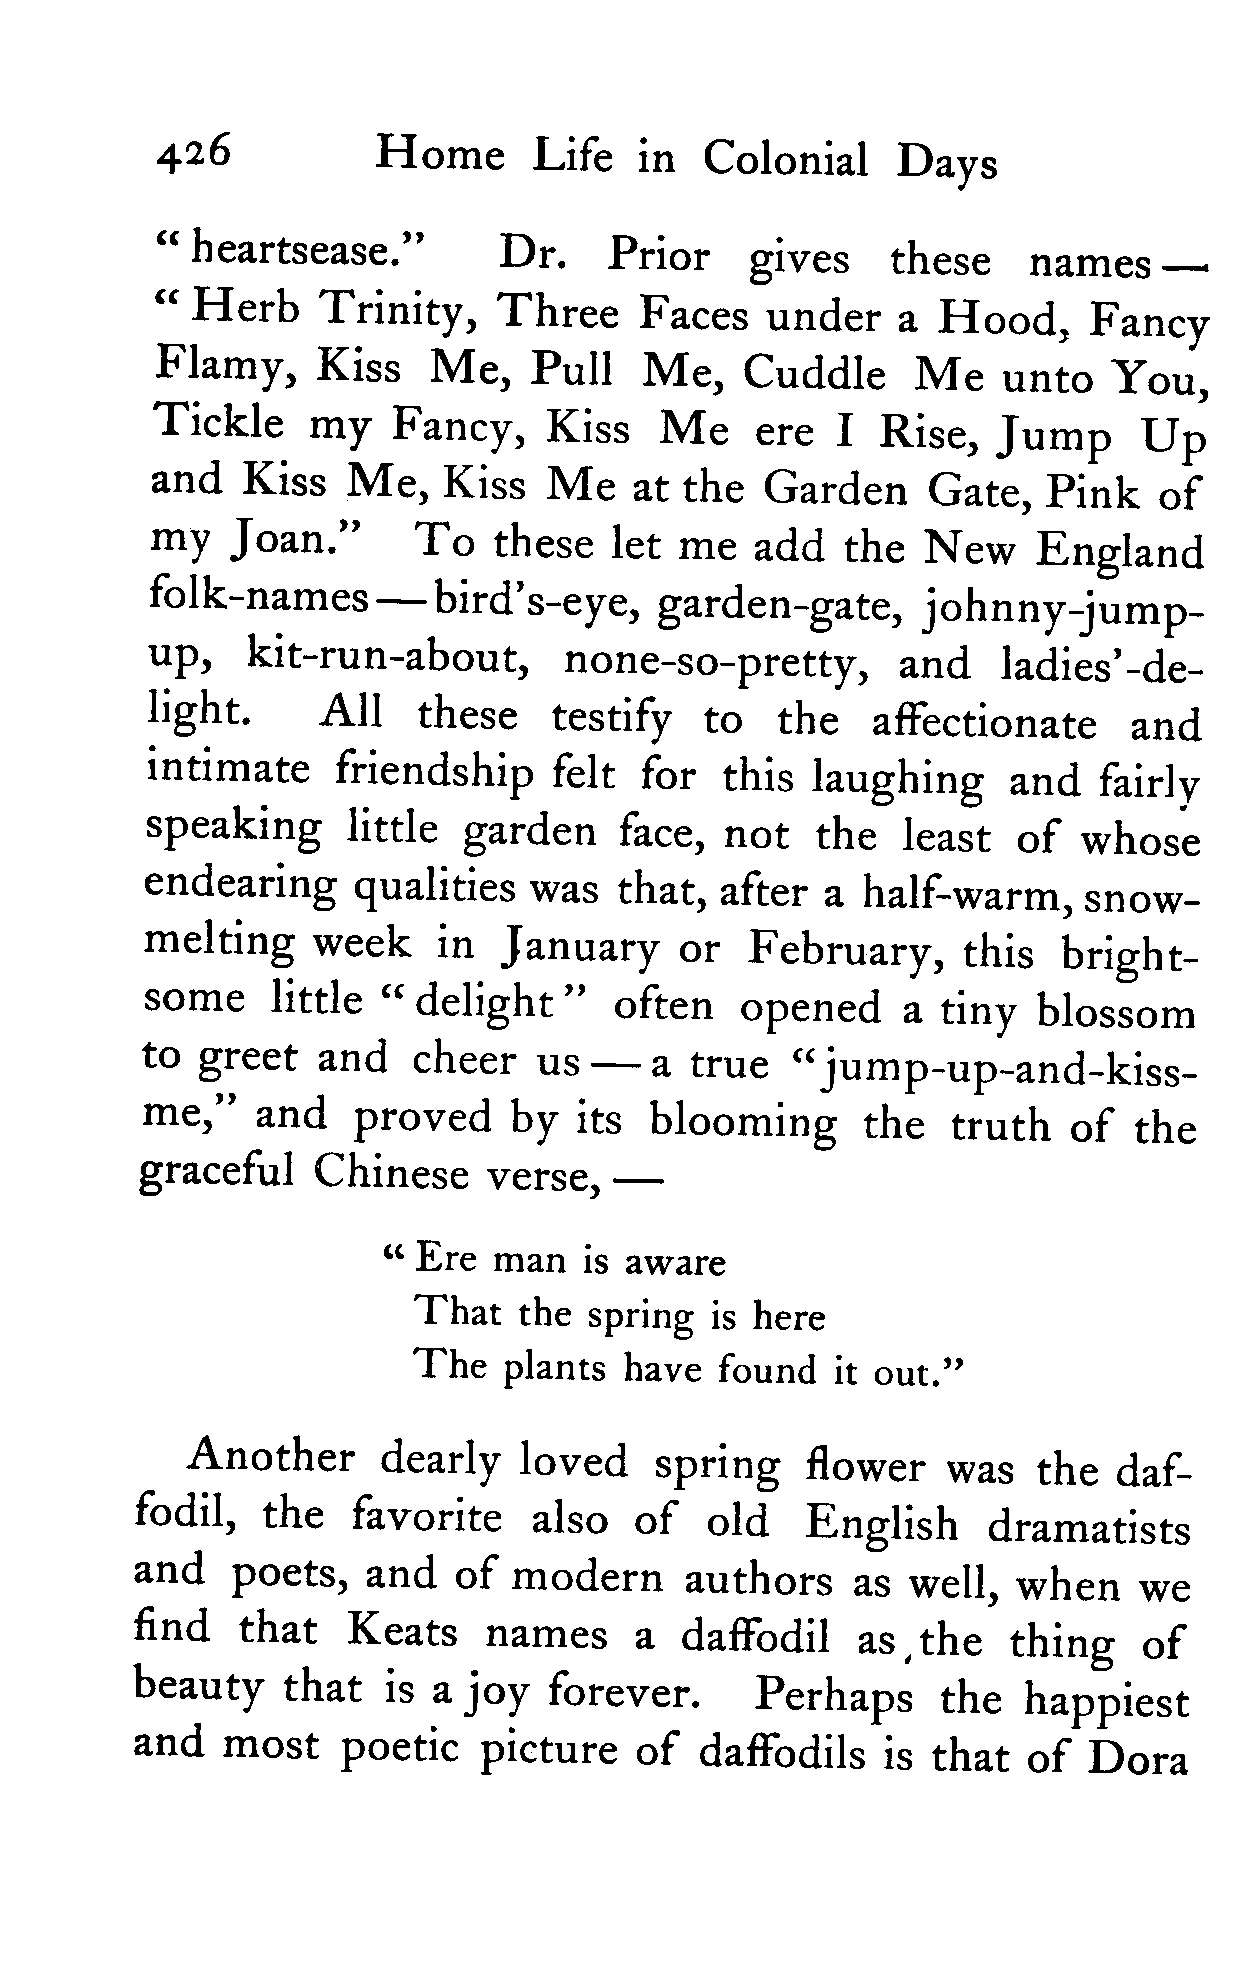 426 Home Life in Colonial Days
“ heartsease.” Dr. Prior gives these names —
“ Herb Trinity, Three Faces under a Hood, Fancy
Flamy, Kiss Me, Pull Me, Cuddle Me unto You,
Tickle my Fancy, Kiss Me ere I Rise, Jump Up
and Kiss Me, Kiss Me at the Garden Gate, Pink of
my Joan.” To these let me add the New England
folk-names — bird's-eye, garden-gate, johnny-jump-
up, kit-run-about, none-so-pretty, and ladies'-de-
light. All these testify to the affectionate and
intimate friendship felt for this laughing and fairly
speaking little garden face, not the least of whose
endearing qualities was that, after a half-warm, snow-
melting week in January or February, this bright-
some little “ delight ” often opened a tiny blossom
to greet and cheer us — a true “ jump-up-and-kiss-
me,” and proved by its blooming the truth of the
graceful Chinese verse, —
“ Ere man is aware
That the spring is here
The plants have found it out.”
Another dearly loved spring flower was the daf-
fodil, the favorite also of old English dramatists
and poets, and of modern authors as well, when we
find that Keats names a daffodil as the thing of
beauty that is a joy forever. Perhaps the happiest
and most poetic picture of daffodils is that of Dora